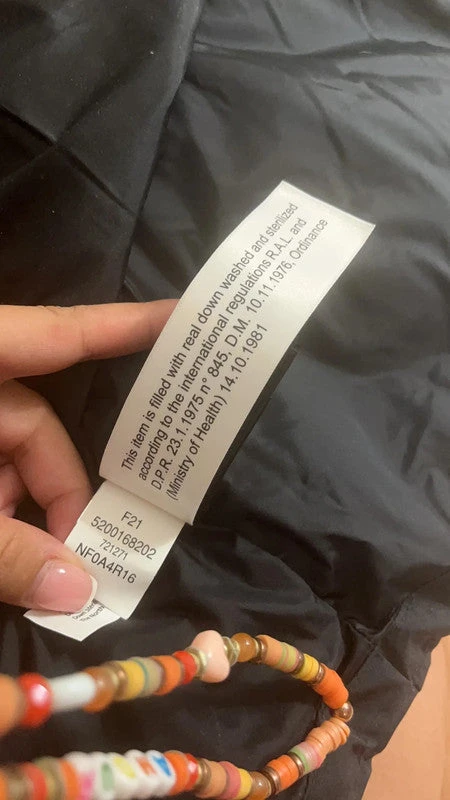 This item is filled with real down washed and sterilized
according to the international regulations R.A.L. and
D.P.R. 23.1.1975 n° 845, D.M. 10.11.1976, Ordinance
(Ministry of Health) 14.10.1981
F21
5200168202
721271
NF0A4R16